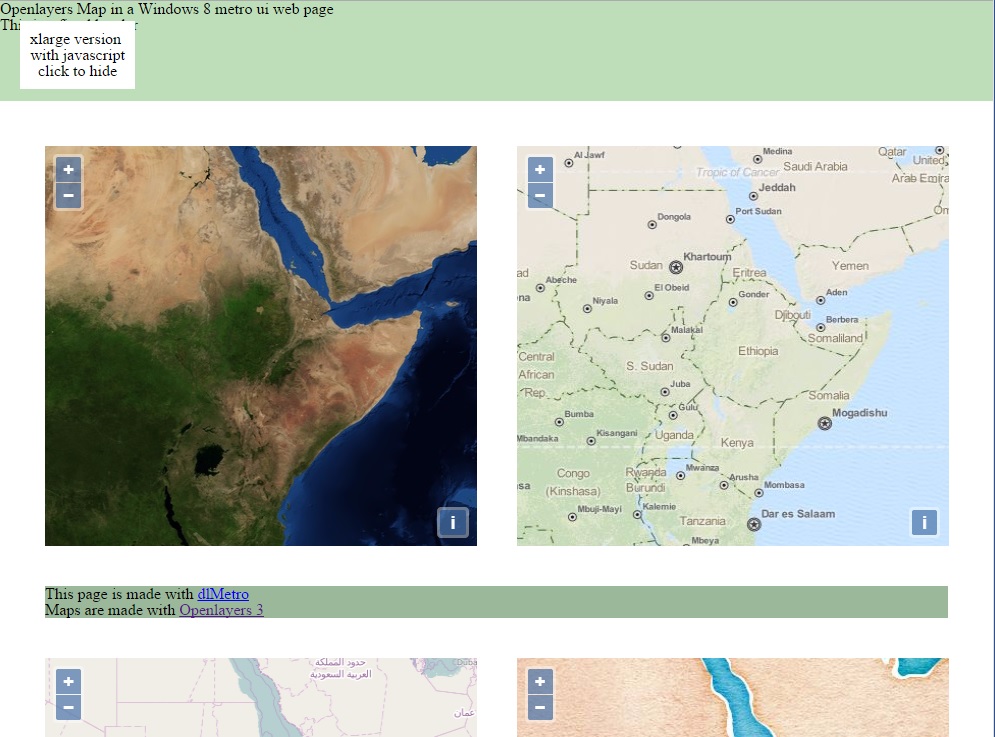 Openlayers Map in a Windows 8 metro ui web page
xlarge version
with javascript
click to hide
+
−
i
+
−
Al Jawf
Medina
Qatar
United
Tropic of Cancer
Saudi Arabia
Arab Emira
Jeddah
Port Sudan
Om
Dongola
Khartoum
Sudan
Eritrea
Yemen
ad
Abeche
El Obeid
Gonder
Aden
na
Niyala
Djibouti
Berbera
Malakal
Somaliland
Central
African
Rep.
S. Sudan
Ethiopia
Juba
Somalia
Gulu
Mogadishu
Bumba
Mbandaka
Kisangani
Uganda
Kenya
Congo
(Kinshasa)
Rwanda
Burundi
Mwanza
Arusha
Mombasa
sa
Mbuji-Mayi
Kalemie
Tanzania
Dar es Salaam
Mbeya
i
This page is made with dlMetro
Maps are made with Openlayers 3
+
−
حدود المملكة
العربية السعودية
عمان
+
−